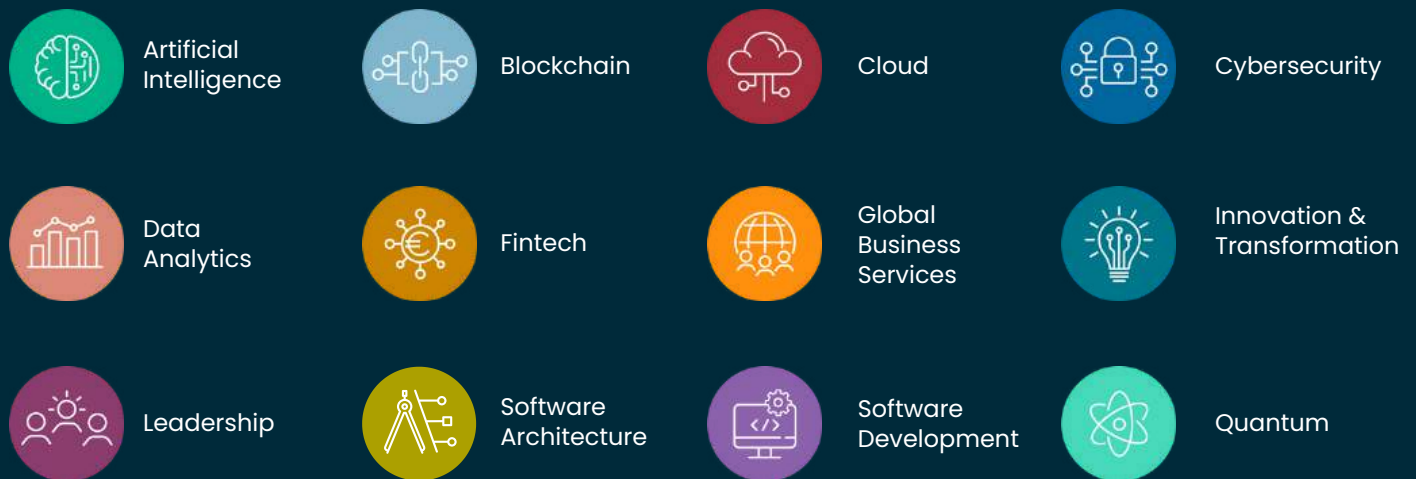 Artificial
Intelligence
Blockchain
Cloud
Cybersecurity
Data
Analytics
Fintech
Global
Business
Services
Innovation &
Transformation
Leadership
Software
Architecture
Software
Development
Quantum